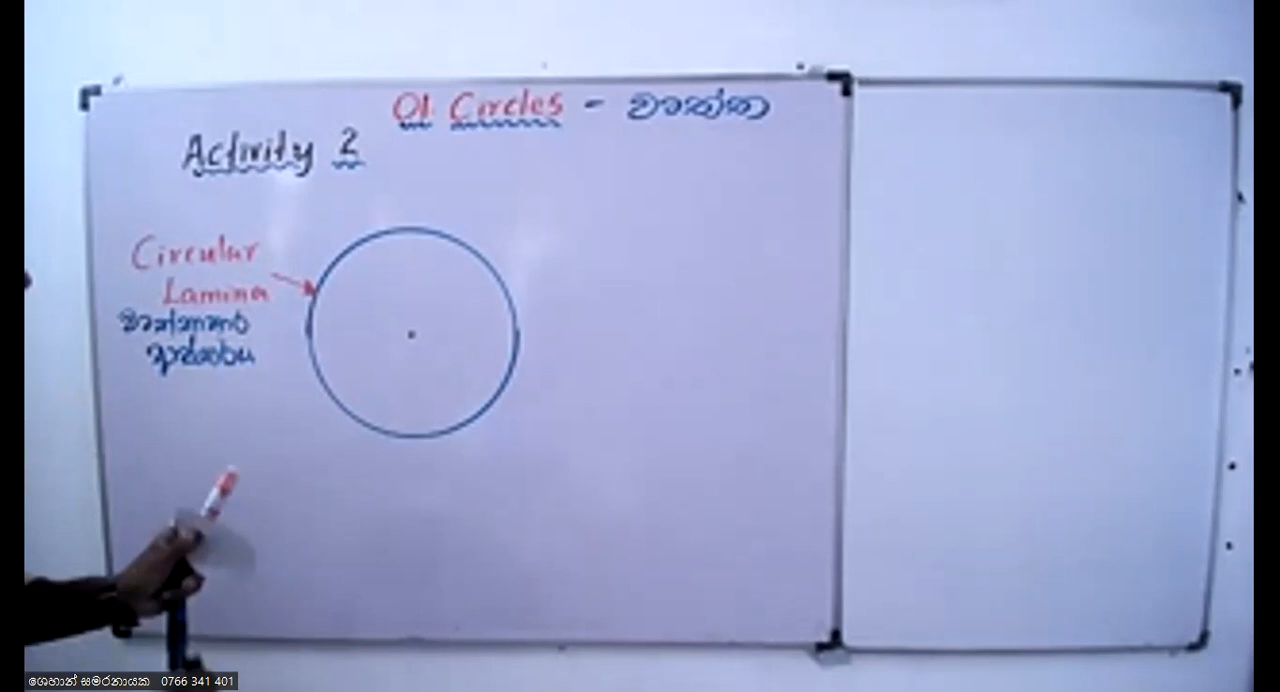 01 Circles - වෘත්ත
Activity 2
Circular
Lamina
වෘත්තාකාර
ආස්තරය
ශෙහාන් සමරනායක 0766 341 401